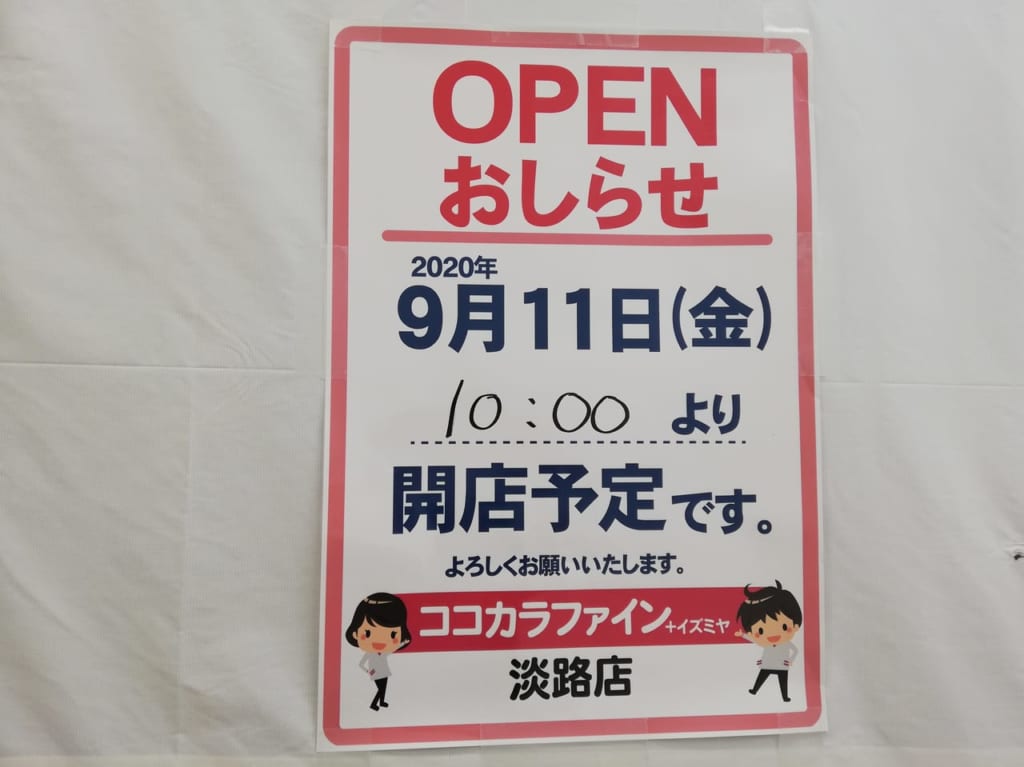 OPEN
おしらせ
2020年
9月11日(金)
10:00 より
開店予定です。
よろしくお願いいたします。
ココカラファイン+イズミヤ
淡路店